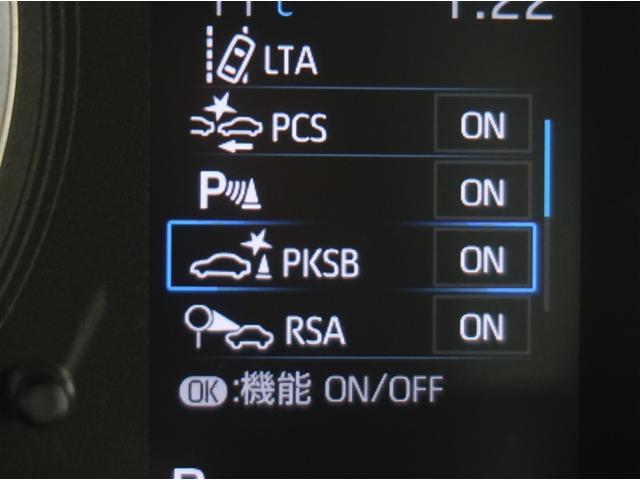 LTA
PCS ON
P ON
PKSB ON
RSA ON
OK:機能 ON/OFF